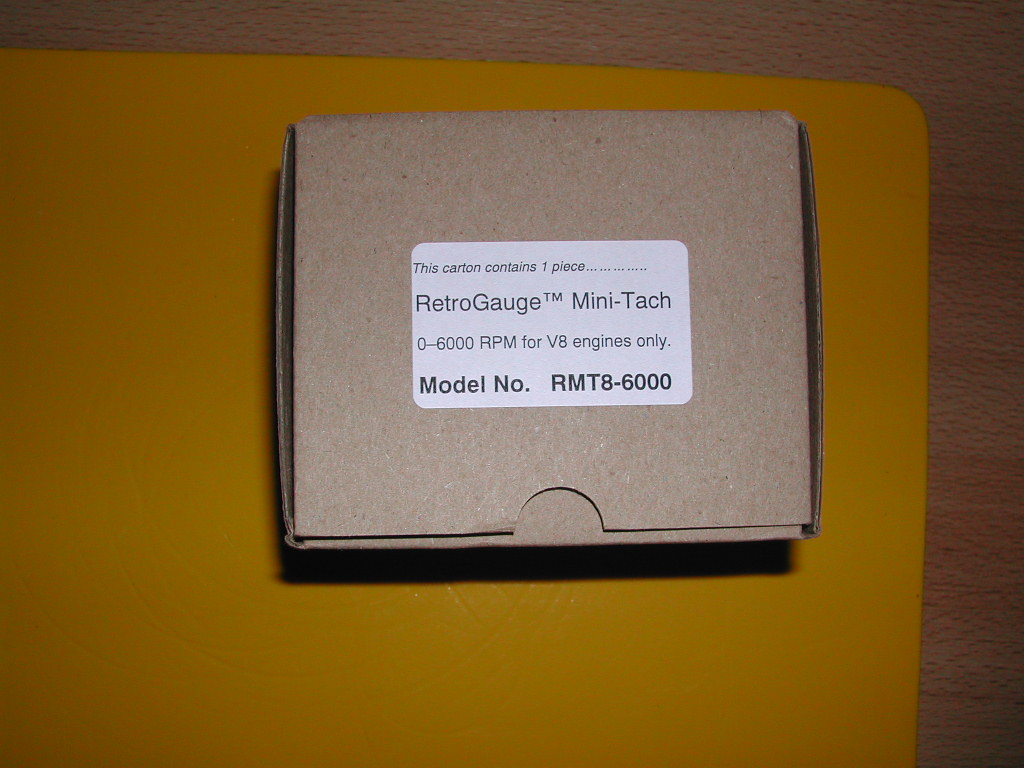 This carton contains 1 piece……………
RetroGauge™ Mini-Tach
0–6000 RPM for V8 engines only.
Model No. RMT8-6000